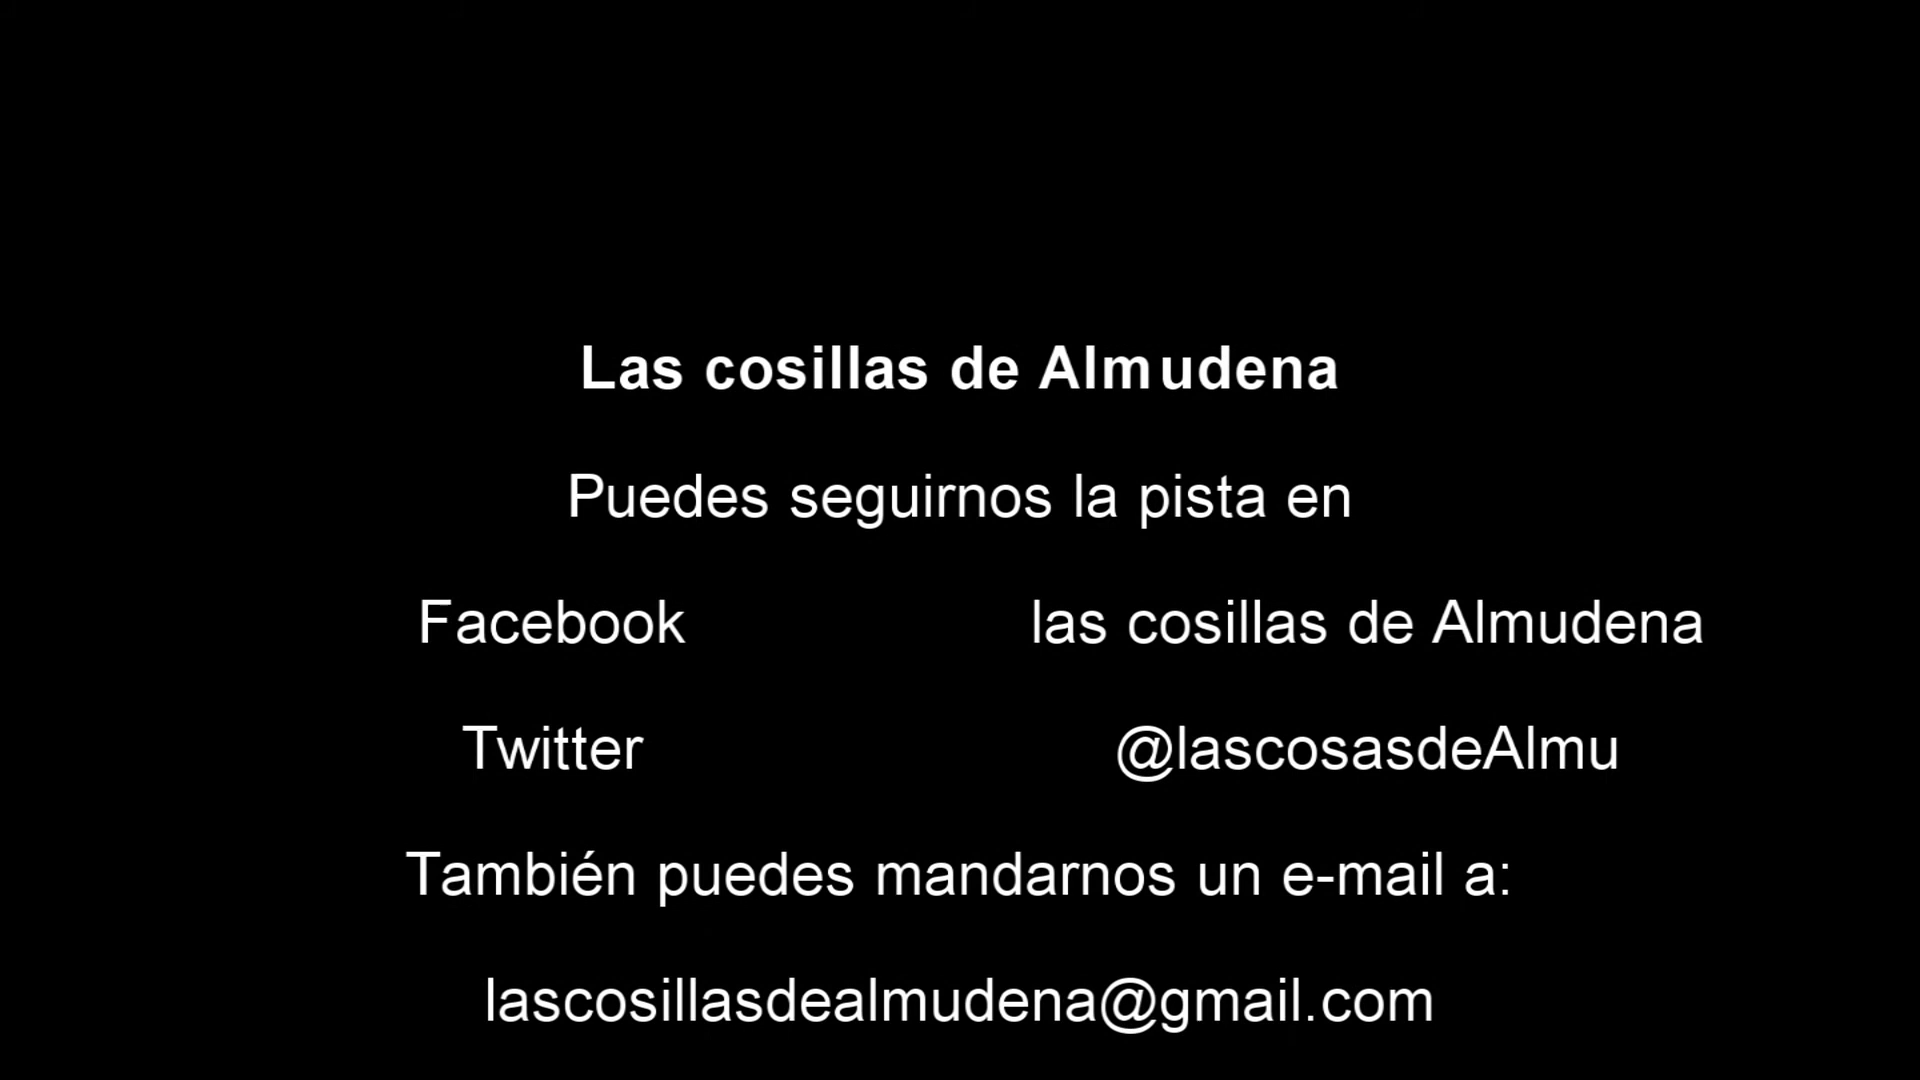 Las cosillas de Almudena
Puedes seguirnos la pista en
Facebook las cosillas de Almudena
Twitter @lascosasdeAlmu
También puedes mandarnos un e-mail a:
lascosillasdealmudena@gmail.com